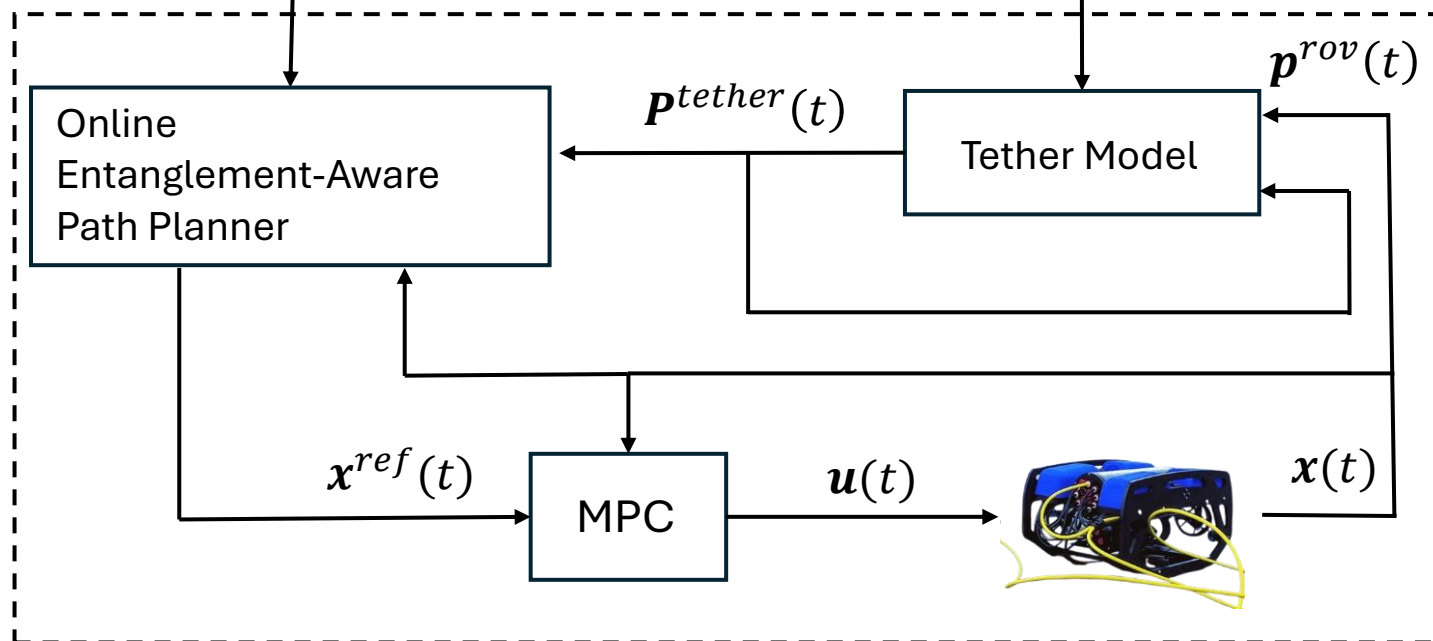 𝒑^{rov}(t)
𝑷^{tether}(t)
Online
Entanglement-Aware
Path Planner
Tether Model
𝒙^{ref}(t)
MPC
𝒖(t)
𝒙(t)